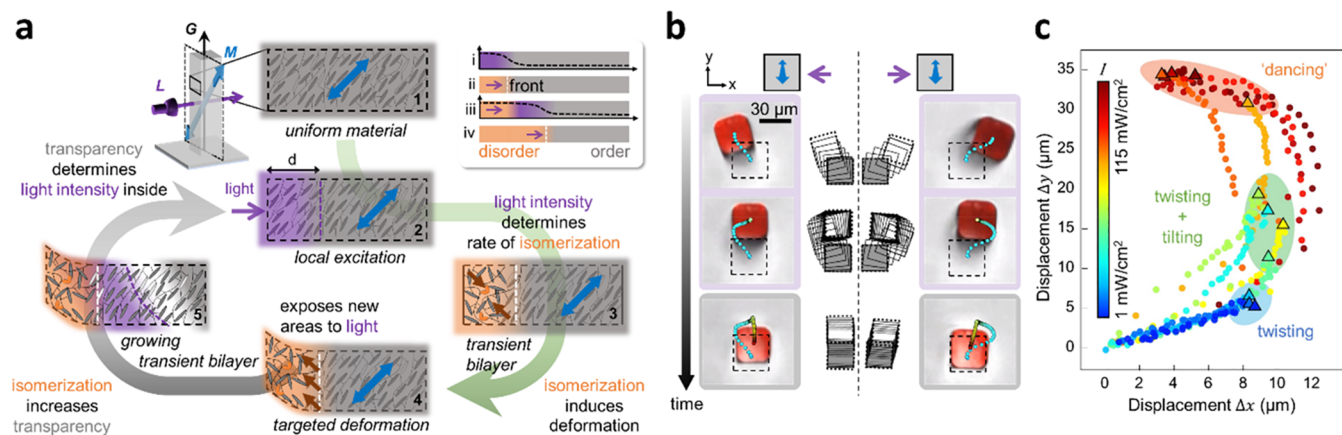 a
G
M
L
1
uniform material
i
ii
front
iii
iv
disorder
order
transparency
determines
light intensity inside
d
light
2
local excitation
light intensity
determines
rate of isomerization
3
transient
bilayer
isomerization
induces
deformation
exposes new
areas to light
4
targeted deformation
5
growing
transient bilayer
isomerization
increases
transparency
b
y
x
30 µm
time
c
Displacement Δy (µm)
35
30
25
20
15
10
5
0
I
115 mW/cm²
1 mW/cm²
'dancing'
twisting
+
tilting
twisting
0 2 4 6 8 10 12
Displacement Δx (µm)